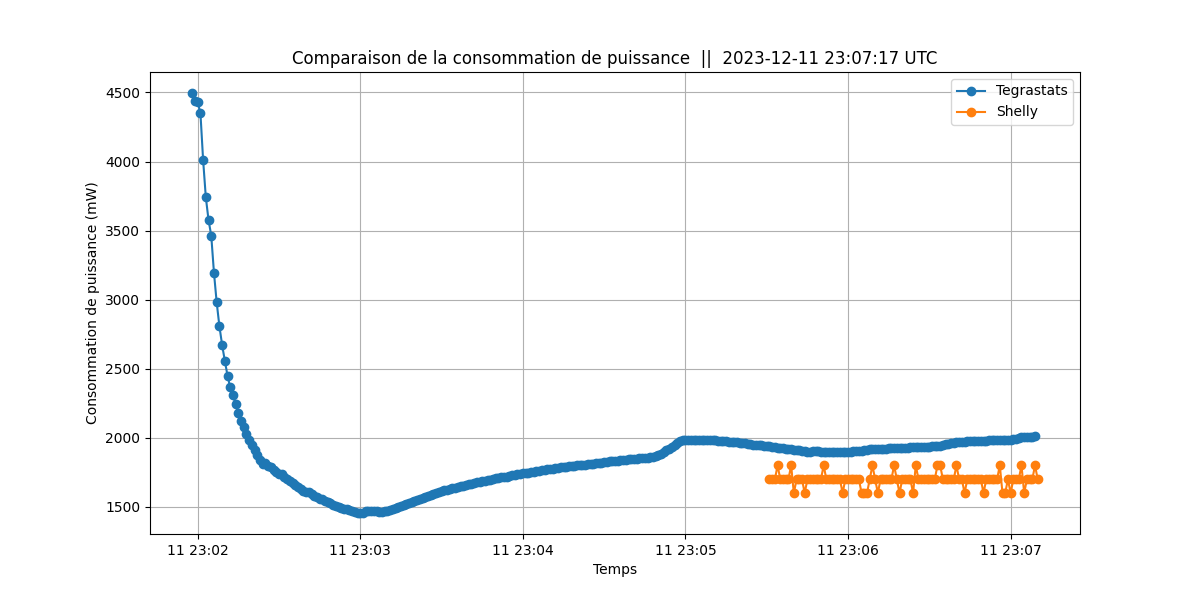 Comparaison de la consommation de puissance || 2023-12-11 23:07:17 UTC
Tegrastats
Shelly
Consommation de puissance (mW)
4500
4000
3500
3000
2500
2000
1500
11 23:02
11 23:03
11 23:04
11 23:05
11 23:06
11 23:07
Temps